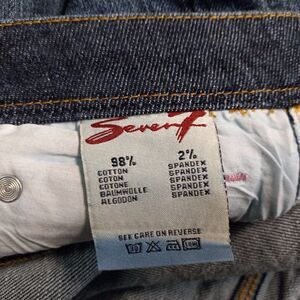 Seven7
98% 2%
COTTON SPANDEX
COTON SPANDEX
COTONE SPANDEX
BAUMWOLLE SPANDEX
ALGODON SPANDEX
SEE CARE ON REVERSE